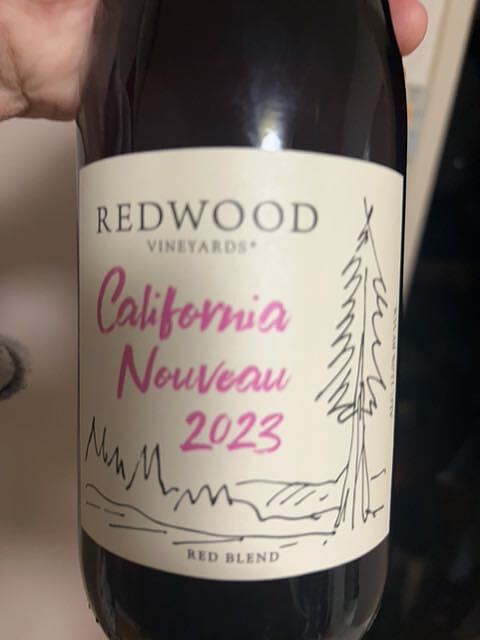 REDWOOD
VINEYARDS®
California
Nouveau
2023
RED BLEND